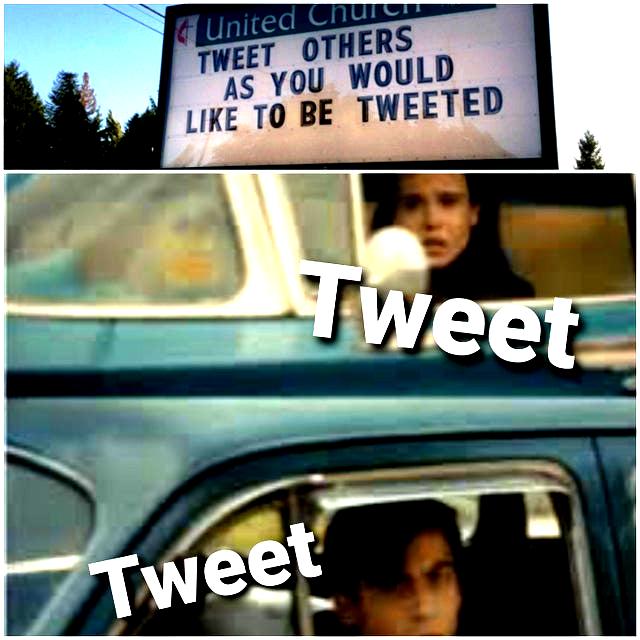 United Church
TWEET OTHERS
AS YOU WOULD
LIKE TO BE TWEETED
Tweet
Tweet